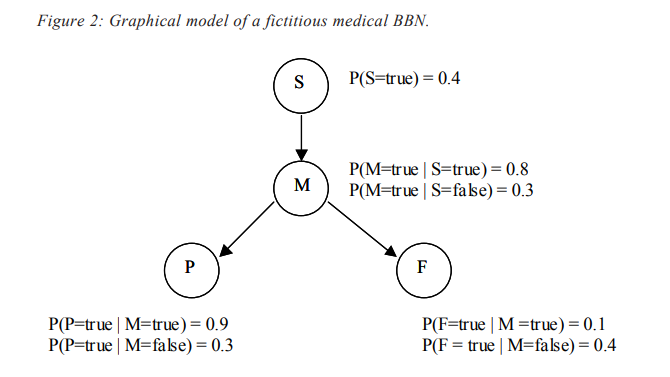 Figure 2: Graphical model of a fictitious medical BBN.
S
P(S=true) = 0.4
P(M=true | S=true) = 0.8
M
P(M=true | S=false) = 0.3
P
F
P(P=true | M=true) = 0.9
P(F=true | M =true) = 0.1
P(P=true | M=false) = 0.3
P(F = true | M=false) = 0.4